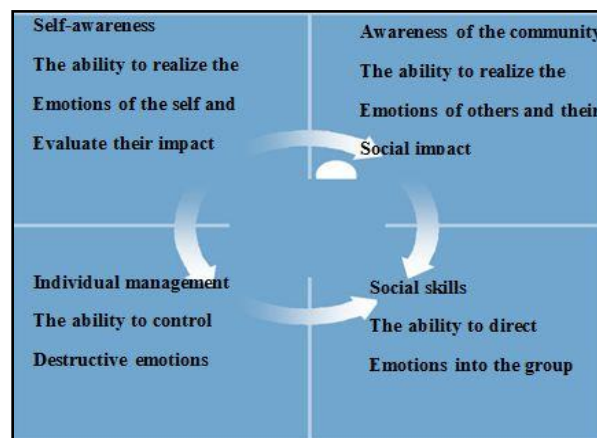 Self-awareness
The ability to realize the
Emotions of the self and
Evaluate their impact
Awareness of the community
The ability to realize the
Emotions of others and their
Social impact
Individual management
The ability to control
Destructive emotions
Social skills
The ability to direct
Emotions into the group